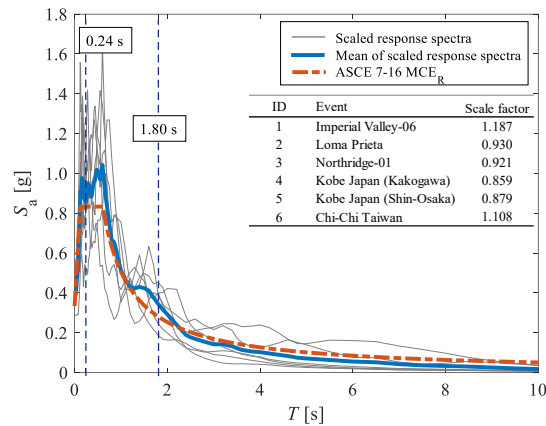 1.8
1.6
1.4
1.2
1.0
0.8
0.6
0.4
0.2
0
Sa [g]
0.24 s
1.80 s
Scaled response spectra
Mean of scaled response spectra
ASCE 7-16 MCER
ID Event Scale factor
1 Imperial Valley-06 1.187
2 Loma Prieta 0.930
3 Northridge-01 0.921
4 Kobe Japan (Kakogawa) 0.859
5 Kobe Japan (Shin-Osaka) 0.879
6 Chi-Chi Taiwan 1.108
0 2 4 6 8 10
T [s]